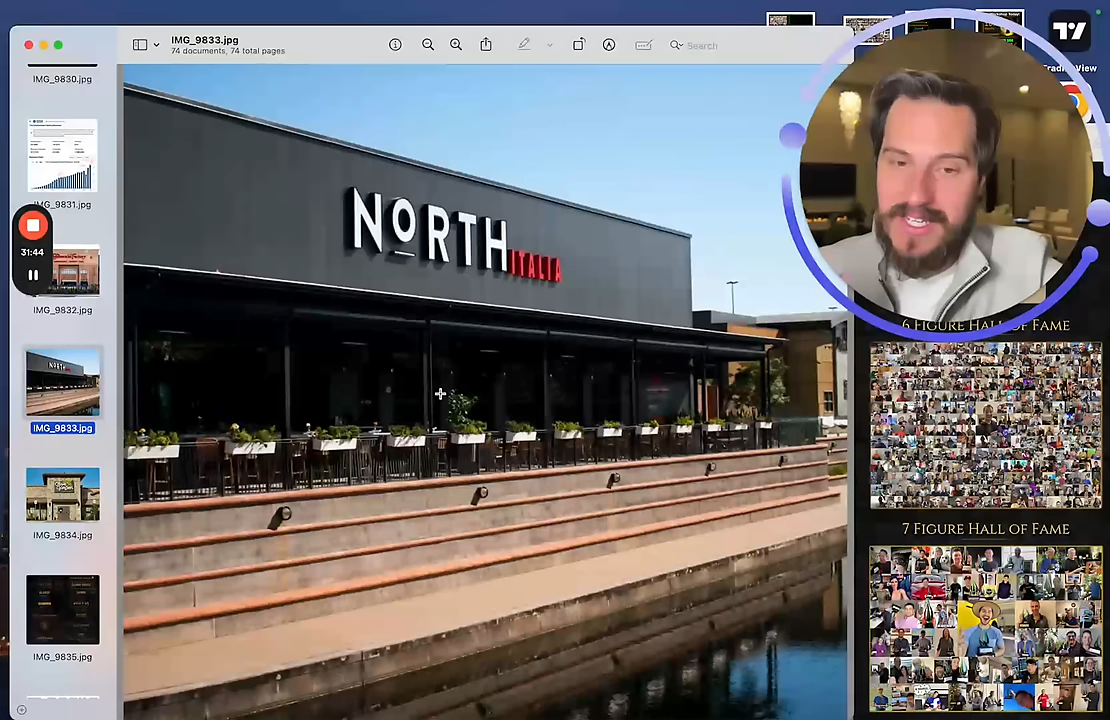 IMG_9833.jpg
74 documents, 74 total pages
Search
IMG_9830.jpg
IMG_9831.jpg
31:44
IMG_9832.jpg
IMG_9833.jpg
IMG_9834.jpg
IMG_9835.jpg
NORTH
ITALIA
6 FIGURE HALL OF FAME
7 FIGURE HALL OF FAME